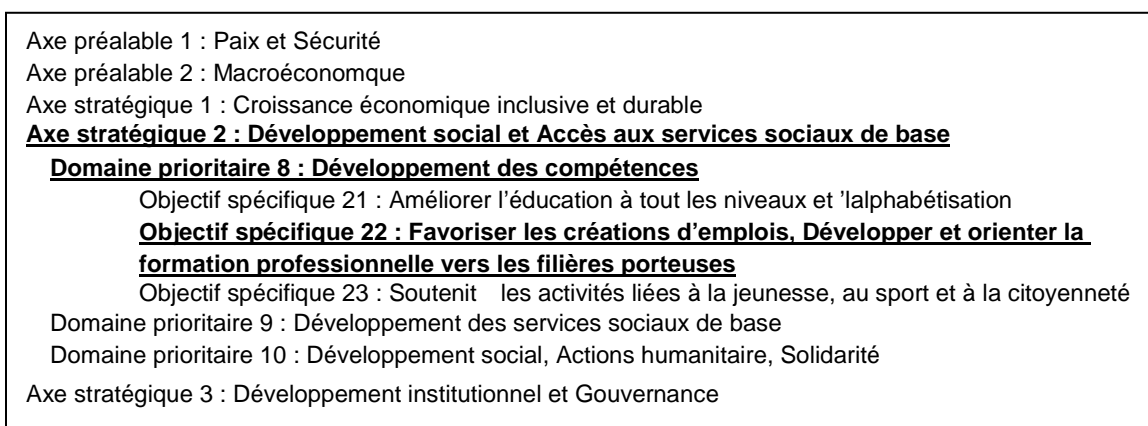 Axe préalable 1 : Paix et Sécurité
Axe préalable 2 : Macroéconomque
Axe stratégique 1 : Croissance économique inclusive et durable
Axe stratégique 2 : Développement social et Accès aux services sociaux de base
Domaine prioritaire 8 : Développement des compétences
Objectif spécifique 21 : Améliorer l'éducation à tout les niveaux et 'lalphabétisation
Objectif spécifique 22 : Favoriser les créations d'emplois, Développer et orienter la
formation professionnelle vers les filières porteuses
Objectif spécifique 23 : Soutenit les activités liées à la jeunesse, au sport et à la citoyenneté
Domaine prioritaire 9 : Développement des services sociaux de base
Domaine prioritaire 10 : Développement social, Actions humanitaire, Solidarité
Axe stratégique 3 : Développement institutionnel et Gouvernance